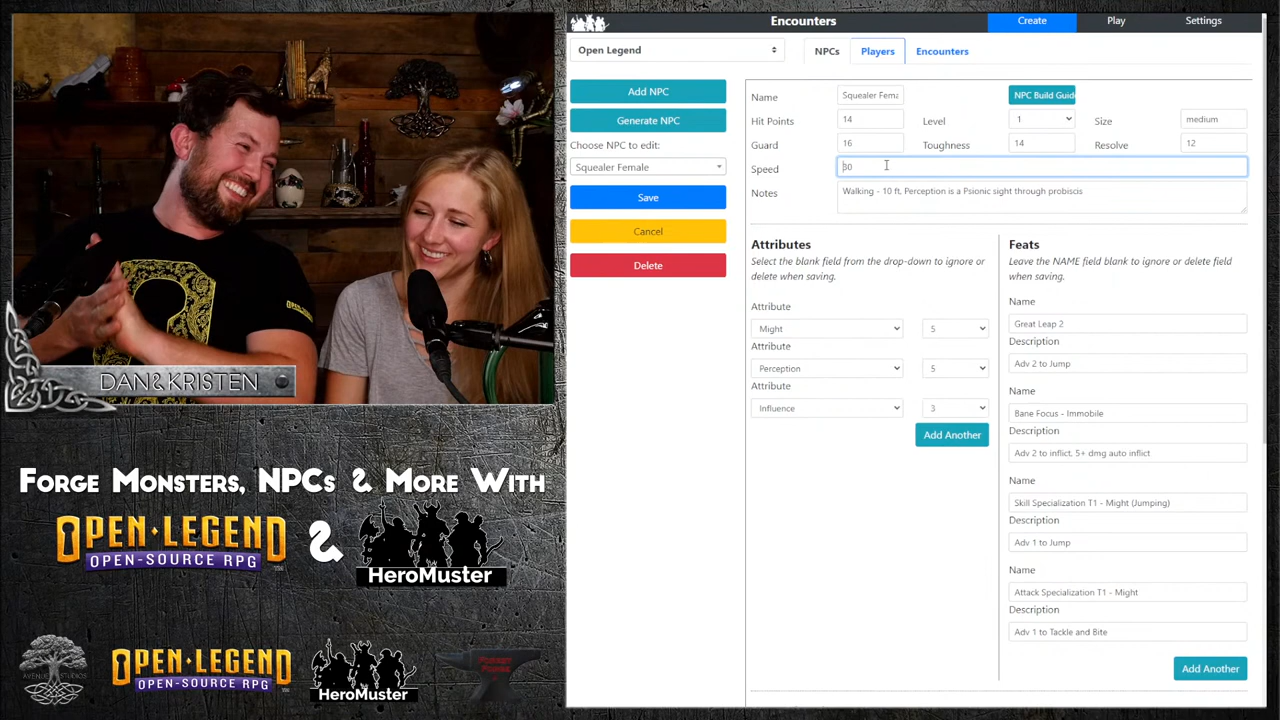 DAN & KRISTEN
FORGE MONSTERS, NPCS & MORE WITH
OPEN·LEGEND
OPEN-SOURCE RPG
TM
&
HeroMuster
AVENUE STUDIOS
OPEN·LEGEND
OPEN-SOURCE RPG
HeroMuster
Encounters
Create
Play
Settings
Open Legend
NPCs
Players
Encounters
Add NPC
Generate NPC
Choose NPC to edit:
Squealer Female
Save
Cancel
Delete
Name
Squealer Fema
NPC Build Guid
Hit Points
14
Level
1
Size
medium
Guard
16
Toughness
14
Resolve
12
Speed
30
Notes
Walking - 10 ft, Perception is a Psionic sight through probiscis
Attributes
Select the blank field from the drop-down to ignore or
delete when saving.
Attribute
Might
5
Attribute
Perception
5
Attribute
Influence
3
Add Another
Feats
Leave the NAME field blank to ignore or delete field
when saving.
Name
Great Leap 2
Description
Adv 2 to Jump
Name
Bane Focus - Immobile
Description
Adv 2 to inflict, 5+ dmg auto inflict
Name
Skill Specialization T1 - Might (Jumping)
Description
Adv 1 to Jump
Name
Attack Specialization T1 - Might
Description
Adv 1 to Tackle and Bite
Add Another